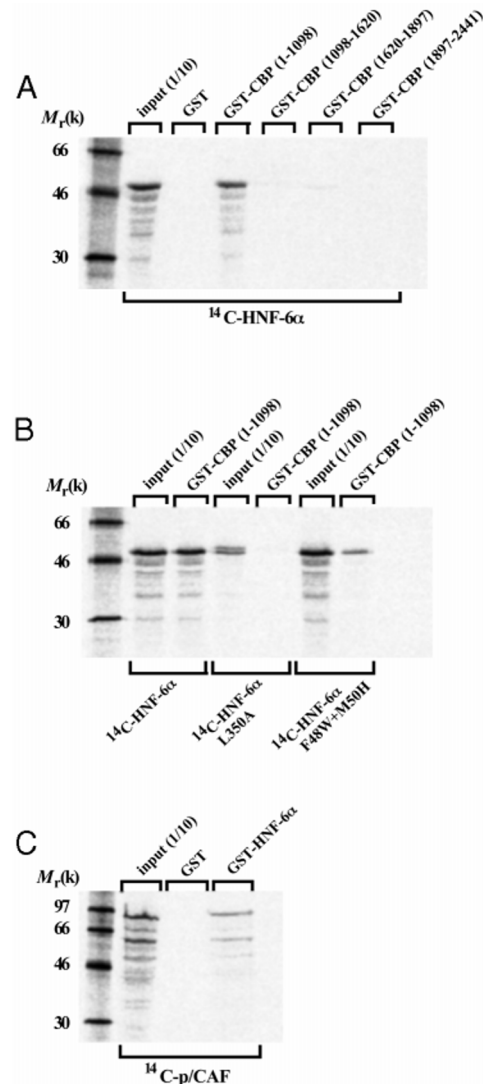 A
M_r(k)
input (1/10)
GST
GST-CBP (1-1098)
GST-CBP (1098-1620)
GST-CBP (1620-1897)
GST-CBP (1897-2441)
66
46
30
¹⁴C-HNF-6α
B
M_r(k)
input (1/10)
GST-CBP (1-1098)
input (1/10)
GST-CBP (1-1098)
input (1/10)
GST-CBP (1-1098)
66
46
30
¹⁴C-HNF-6α
¹⁴C-HNF-6α
L350A
¹⁴C-HNF-6α
F48W+M50H
C
M_r(k)
input (1/10)
GST
GST-HNF-6α
97
66
46
30
¹⁴C-p/CAF